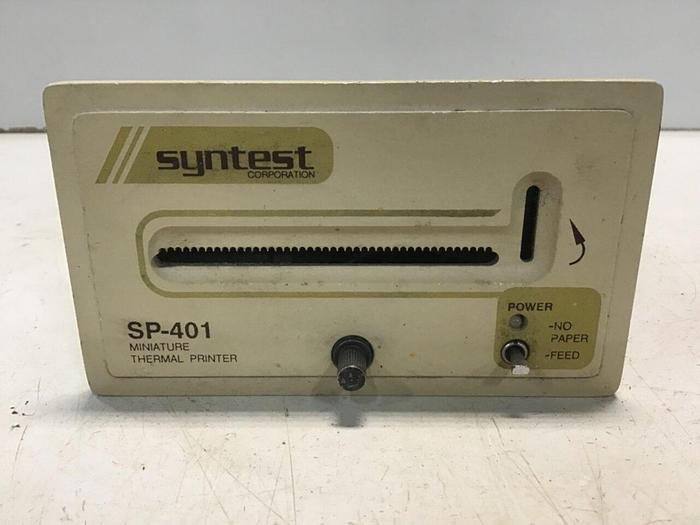 syntest
CORPORATION
SP-401
MINIATURE
THERMAL PRINTER
POWER
-NO
PAPER
-FEED